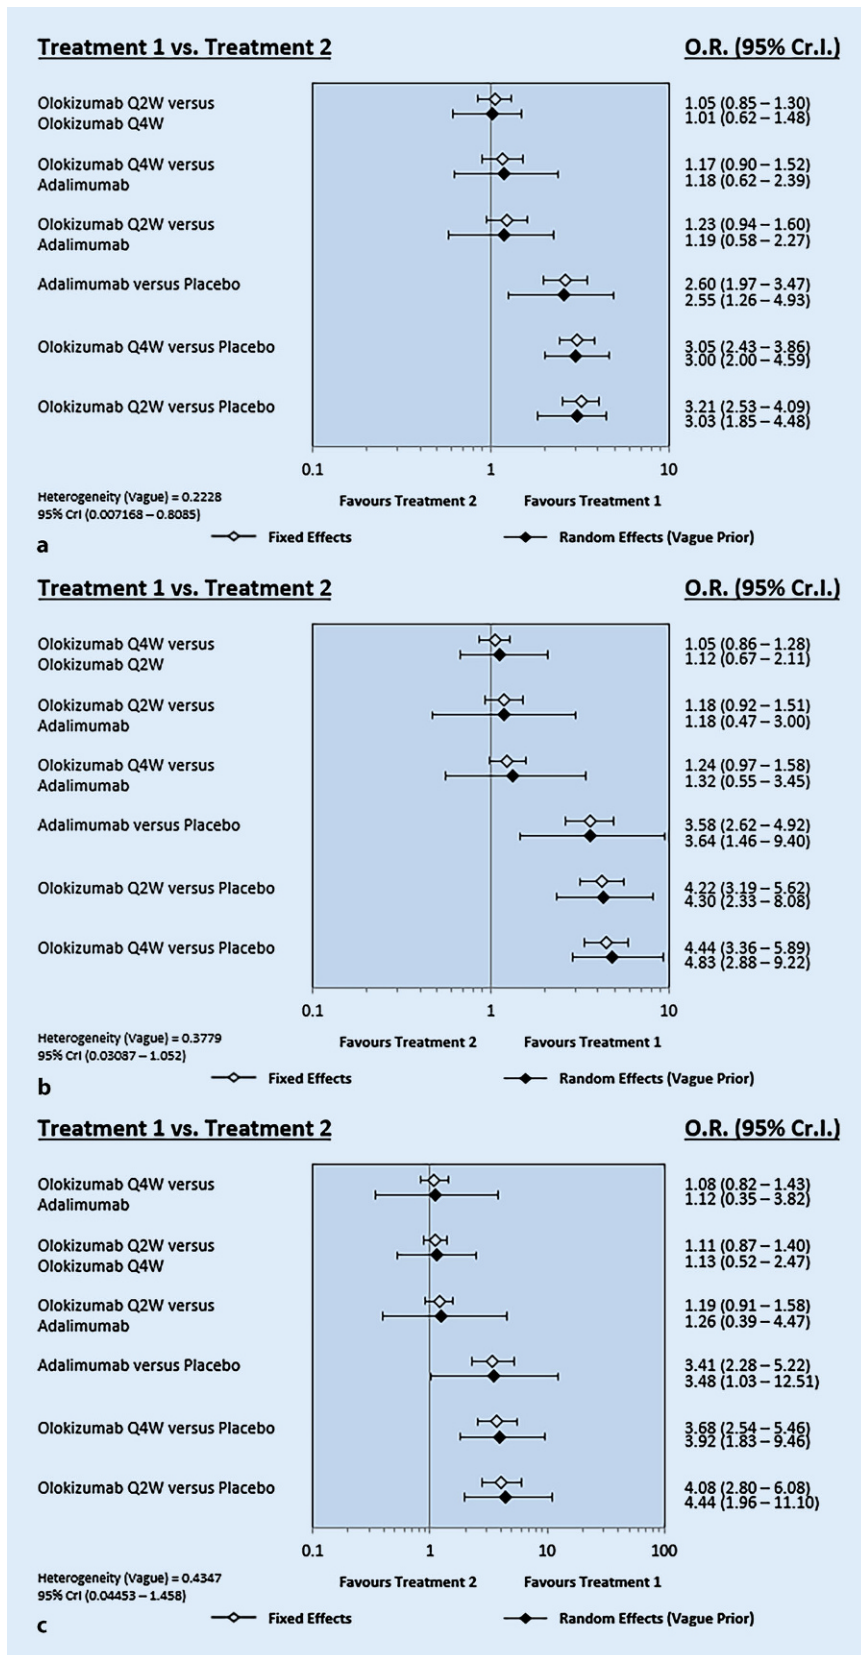 Treatment 1 vs. Treatment 2 O.R. (95% Cr.I.)
Olokizumab Q2W versus
Olokizumab Q4W
1.05 (0.85 – 1.30)
1.01 (0.62 – 1.48)
Olokizumab Q4W versus
Adalimumab
1.17 (0.90 – 1.52)
1.18 (0.62 – 2.39)
Olokizumab Q2W versus
Adalimumab
1.23 (0.94 – 1.60)
1.19 (0.58 – 2.27)
Adalimumab versus Placebo
2.60 (1.97 – 3.47)
2.55 (1.26 – 4.93)
Olokizumab Q4W versus Placebo
3.05 (2.43 – 3.86)
3.00 (2.00 – 4.59)
Olokizumab Q2W versus Placebo
3.21 (2.53 – 4.09)
3.03 (1.85 – 4.48)
0.1 1 10
Heterogeneity (Vague) = 0.2228
95% CrI (0.007168 – 0.8085)
Favours Treatment 2 Favours Treatment 1
Fixed Effects Random Effects (Vague Prior)
a
Treatment 1 vs. Treatment 2 O.R. (95% Cr.I.)
Olokizumab Q4W versus
Olokizumab Q2W
1.05 (0.86 – 1.28)
1.12 (0.67 – 2.11)
Olokizumab Q2W versus
Adalimumab
1.18 (0.92 – 1.51)
1.18 (0.47 – 3.00)
Olokizumab Q4W versus
Adalimumab
1.24 (0.97 – 1.58)
1.32 (0.55 – 3.45)
Adalimumab versus Placebo
3.58 (2.62 – 4.92)
3.64 (1.46 – 9.40)
Olokizumab Q2W versus Placebo
4.22 (3.19 – 5.62)
4.30 (2.33 – 8.08)
Olokizumab Q4W versus Placebo
4.44 (3.36 – 5.89)
4.83 (2.88 – 9.22)
0.1 1 10
Heterogeneity (Vague) = 0.3779
95% CrI (0.03087 – 1.052)
Favours Treatment 2 Favours Treatment 1
Fixed Effects Random Effects (Vague Prior)
b
Treatment 1 vs. Treatment 2 O.R. (95% Cr.I.)
Olokizumab Q4W versus
Adalimumab
1.08 (0.82 – 1.43)
1.12 (0.35 – 3.82)
Olokizumab Q2W versus
Olokizumab Q4W
1.11 (0.87 – 1.40)
1.13 (0.52 – 2.47)
Olokizumab Q2W versus
Adalimumab
1.19 (0.91 – 1.58)
1.26 (0.39 – 4.47)
Adalimumab versus Placebo
3.41 (2.28 – 5.22)
3.48 (1.03 – 12.51)
Olokizumab Q4W versus Placebo
3.68 (2.54 – 5.46)
3.92 (1.83 – 9.46)
Olokizumab Q2W versus Placebo
4.08 (2.80 – 6.08)
4.44 (1.96 – 11.10)
0.1 1 10 100
Heterogeneity (Vague) = 0.4347
95% CrI (0.04453 – 1.458)
Favours Treatment 2 Favours Treatment 1
Fixed Effects Random Effects (Vague Prior)
c